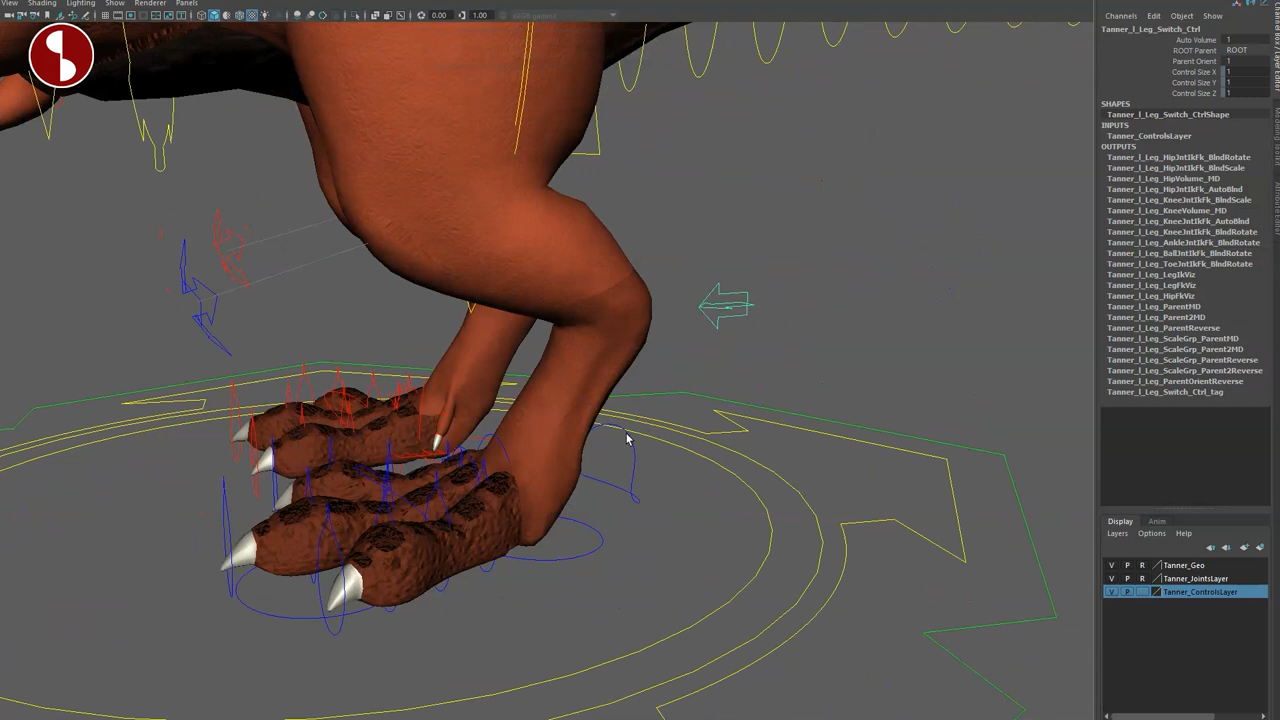 View Shading Lighting Show Renderer Panels
0.00 1.00
Channels Edit Object Show
Tanner_l_Leg_Switch_Ctrl
Auto Volume 1
ROOT Parent ROOT
Parent Orient 1
Control Size X 1
Control Size Y 1
Control Size Z 1
SHAPES
Tanner_l_Leg_Switch_CtrlShape
INPUTS
Tanner_ControlsLayer
OUTPUTS
Tanner_l_Leg_HipJntIkFk_BlndRotate
Tanner_l_Leg_HipJntIkFk_BlndScale
Tanner_l_Leg_HipVolume_MD
Tanner_l_Leg_HipJntIkFk_AutoBlnd
Tanner_l_Leg_KneeJntIkFk_BlndScale
Tanner_l_Leg_KneeVolume_MD
Tanner_l_Leg_KneeJntIkFk_AutoBlnd
Tanner_l_Leg_KneeJntIkFk_BlndRotate
Tanner_l_Leg_AnkleJntIkFk_BlndRotate
Tanner_l_Leg_BallJntIkFk_BlndRotate
Tanner_l_Leg_ToeJntIkFk_BlndRotate
Tanner_l_Leg_LegIkViz
Tanner_l_Leg_LegFkViz
Tanner_l_Leg_HipFkViz
Tanner_l_Leg_ParentMD
Tanner_l_Leg_Parent2MD
Tanner_l_Leg_ParentReverse
Tanner_l_Leg_ScaleGrp_ParentMD
Tanner_l_Leg_ScaleGrp_Parent2MD
Tanner_l_Leg_ScaleGrp_ParentReverse
Tanner_l_Leg_ScaleGrp_Parent2Reverse
Tanner_l_Leg_ParentOrientReverse
Tanner_l_Leg_Switch_Ctrl_tag
Display Anim
Layers Options Help
V P R Tanner_Geo
V P R Tanner_JointsLayer
V P Tanner_ControlsLayer